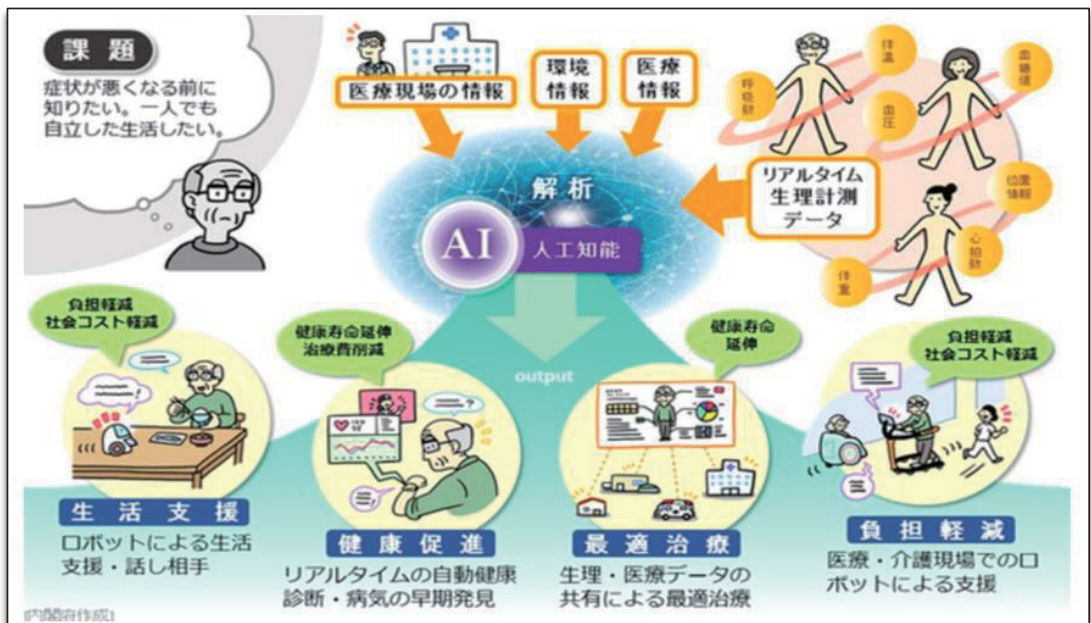 課題
症状が悪くなる前に
知りたい。一人でも
自立した生活したい。
医療現場の情報
環境
情報
医療
情報
体温
血糖値
呼吸数
血圧
リアルタイム
生理計測
データ
位置
情報
心拍数
体重
解析
AI
人工知能
output
負担軽減
社会コスト軽減
健康寿命延伸
治療費削減
健康寿命
延伸
負担軽減
社会コスト軽減
生活支援
ロボットによる生活
支援・話し相手
健康促進
リアルタイムの自動健康
診断・病気の早期発見
最適治療
生理・医療データの
共有による最適治療
負担軽減
医療・介護現場でのロ
ボットによる支援
[内閣府作成]